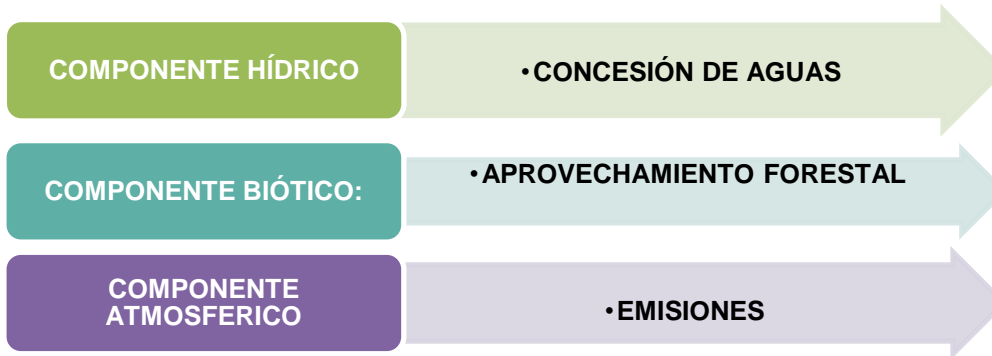 COMPONENTE HÍDRICO
•CONCESIÓN DE AGUAS
COMPONENTE BIÓTICO:
•APROVECHAMIENTO FORESTAL
COMPONENTE
ATMOSFERICO
•EMISIONES